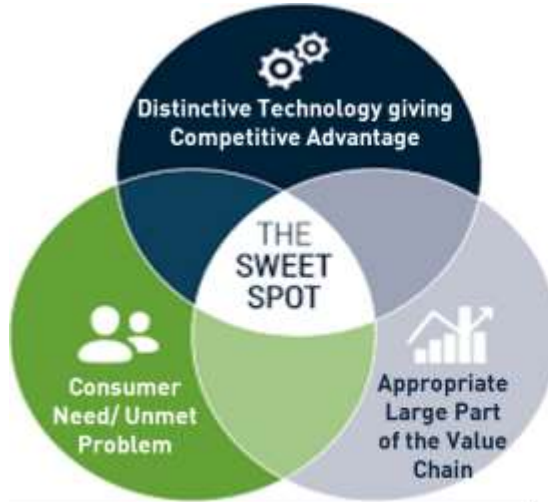 Distinctive Technology giving
Competitive Advantage
THE
SWEET
SPOT
Consumer
Need/ Unmet
Problem
Appropriate
Large Part
of the Value
Chain